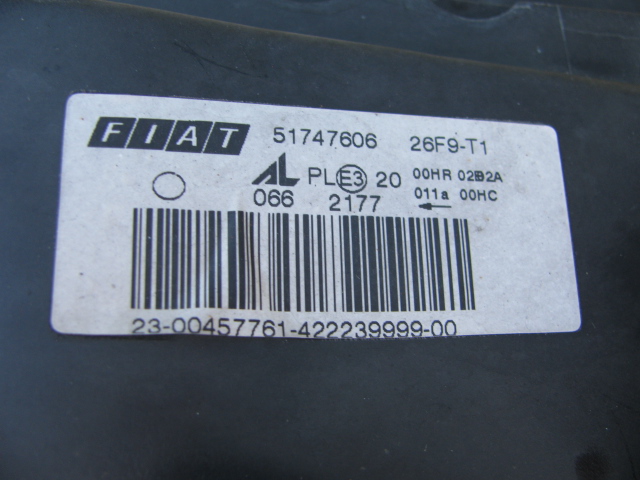 FIAT 51747606 26F9-T1
AL PL E3 20 00HR 02B2A
066 2177 011a 00HC
23-00457761-422239999-00